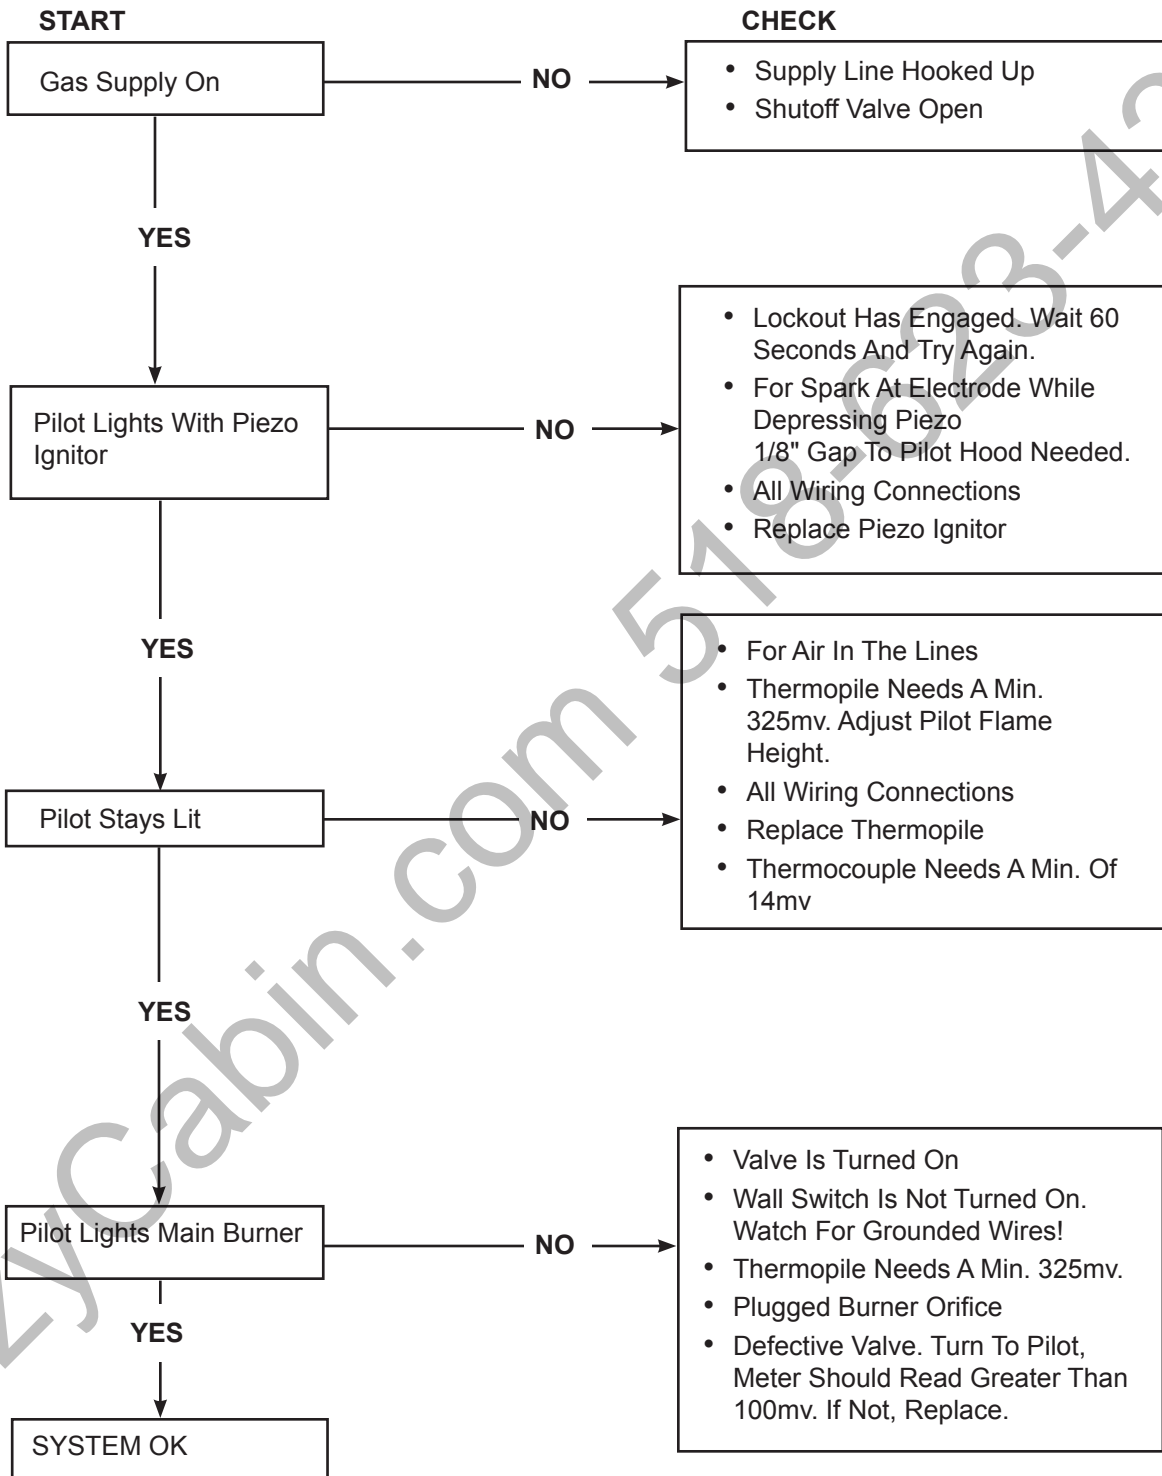 START
CHECK
Gas Supply On
NO
• Supply Line Hooked Up
• Shutoff Valve Open
YES
Pilot Lights With Piezo
Ignitor
NO
• Lockout Has Engaged. Wait 60
Seconds And Try Again.
• For Spark At Electrode While
Depressing Piezo
1/8" Gap To Pilot Hood Needed.
• All Wiring Connections
• Replace Piezo Ignitor
YES
Pilot Stays Lit
NO
• For Air In The Lines
• Thermopile Needs A Min.
325mv. Adjust Pilot Flame
Height.
• All Wiring Connections
• Replace Thermopile
• Thermocouple Needs A Min. Of
14mv
YES
Pilot Lights Main Burner
NO
• Valve Is Turned On
• Wall Switch Is Not Turned On.
Watch For Grounded Wires!
• Thermopile Needs A Min. 325mv.
• Plugged Burner Orifice
• Defective Valve. Turn To Pilot,
Meter Should Read Greater Than
100mv. If Not, Replace.
YES
SYSTEM OK
zyCabin.com 518-623-4